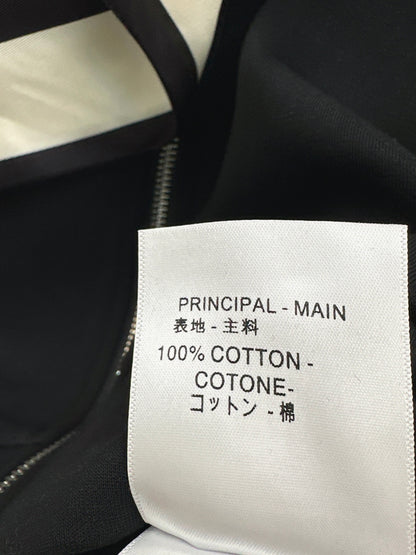 PRINCIPAL - MAIN
表地 - 主料
100% COTTON -
COTONE-
コットン - 棉